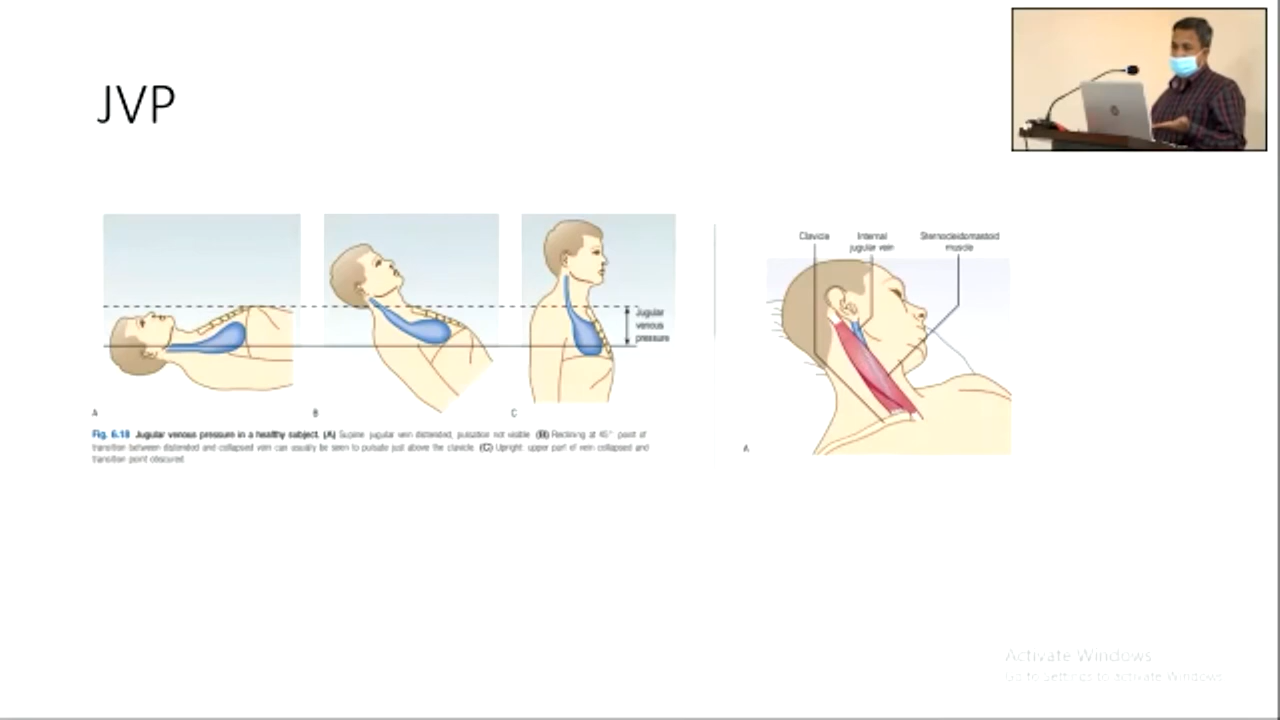 JVP
Clavicle
Internal
jugular vein
Sternocleidomastoid
muscle
Jugular
venous
pressure
A
B
C
A
Fig. 6.18 Jugular venous pressure in a healthy subject. (A) Supine: jugular vein distended, pulsation not visible. (B) Reclining at 45°: point of
transition between distended and collapsed vein can usually be seen to pulsate just above the clavicle. (C) Upright: upper part of vein collapsed and
transition point obscured.
Activate Windows
Go to Settings to activate Windows.